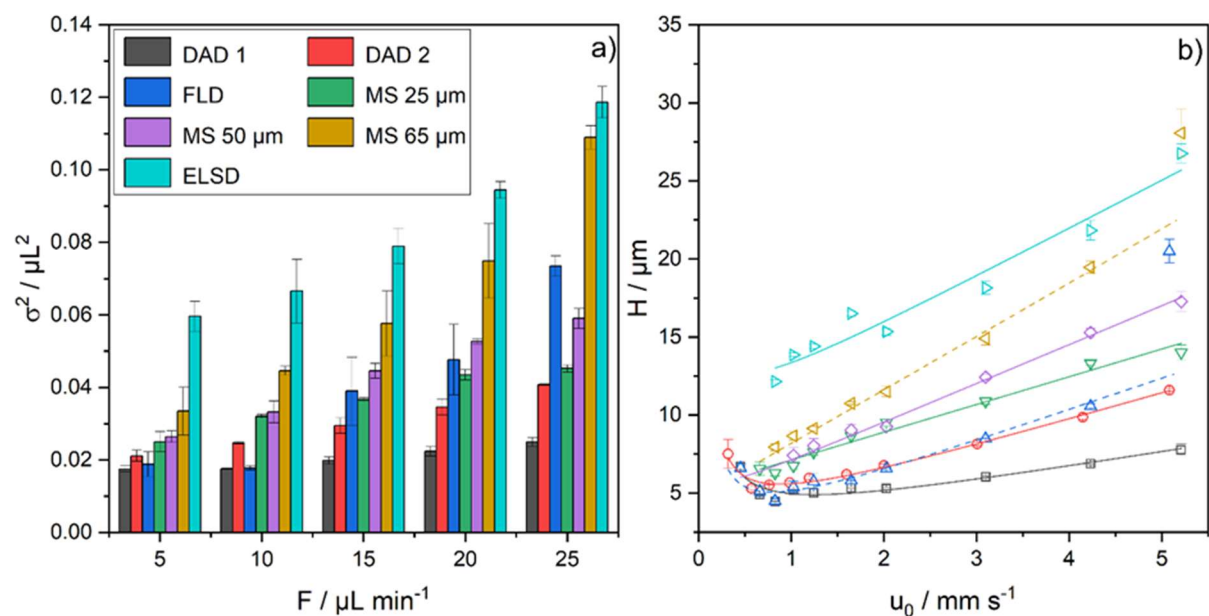 a)
DAD 1 DAD 2
FLD MS 25 µm
MS 50 µm MS 65 µm
ELSD
0.14
0.12
0.10
0.08
0.06
0.04
0.02
0.00
σ² / µL²
5 10 15 20 25
F / µL min⁻¹
b)
35
30
25
20
15
10
5
H / µm
0 1 2 3 4 5
u₀ / mm s⁻¹